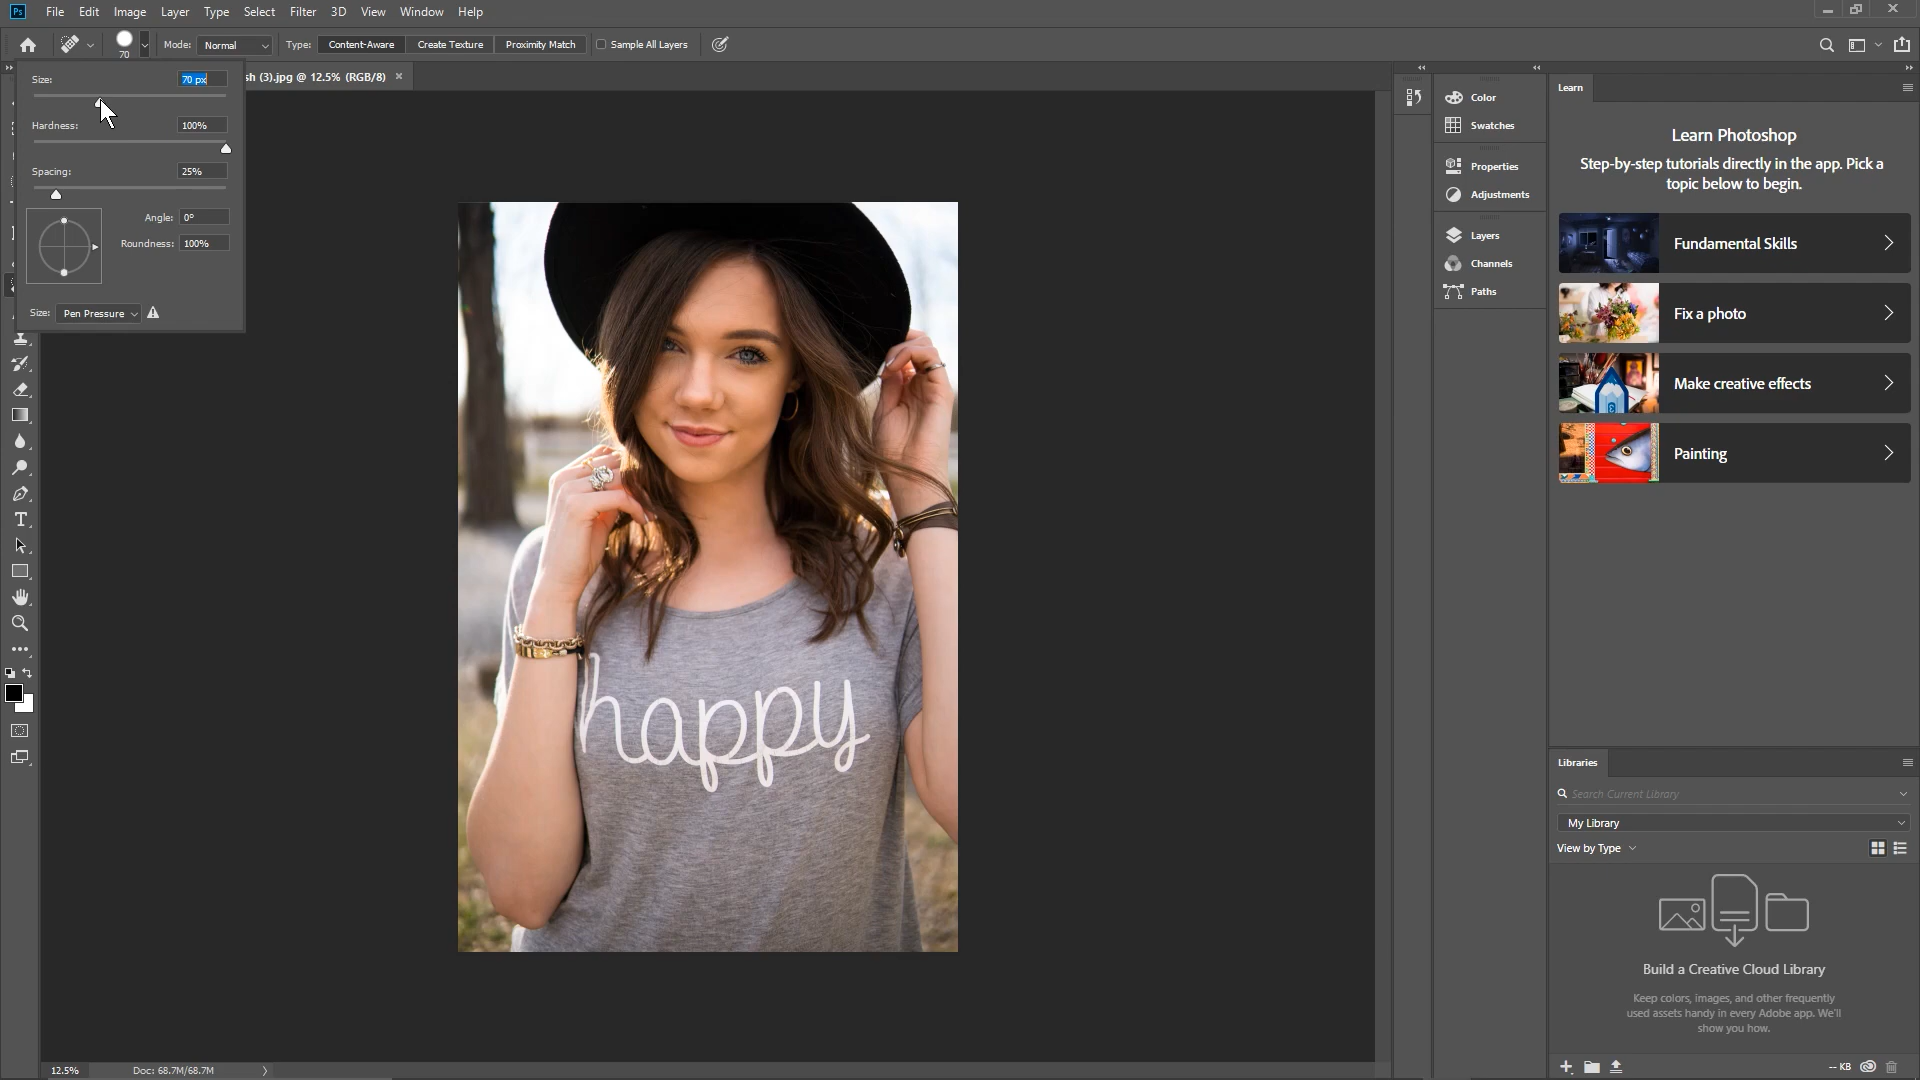 Ps File Edit Image Layer Type Select Filter 3D View Window Help
70 Mode: Normal Type: Content-Aware Create Texture Proximity Match Sample All Layers
sh (3).jpg @ 12.5% (RGB/8)
Size: 70 px
Hardness: 100%
Spacing: 25%
Angle: 0°
Roundness: 100%
Size: Pen Pressure
happy
12.5% Doc: 68.7M/68.7M
Color
Swatches
Properties
Adjustments
Layers
Channels
Paths
Learn
Learn Photoshop
Step-by-step tutorials directly in the app. Pick a
topic below to begin.
Fundamental Skills
Fix a photo
Make creative effects
Painting
Libraries
Search Current Library
My Library
View by Type
Build a Creative Cloud Library
Keep colors, images, and other frequently
used assets handy in every Adobe app. We'll
show you how.
-- KB